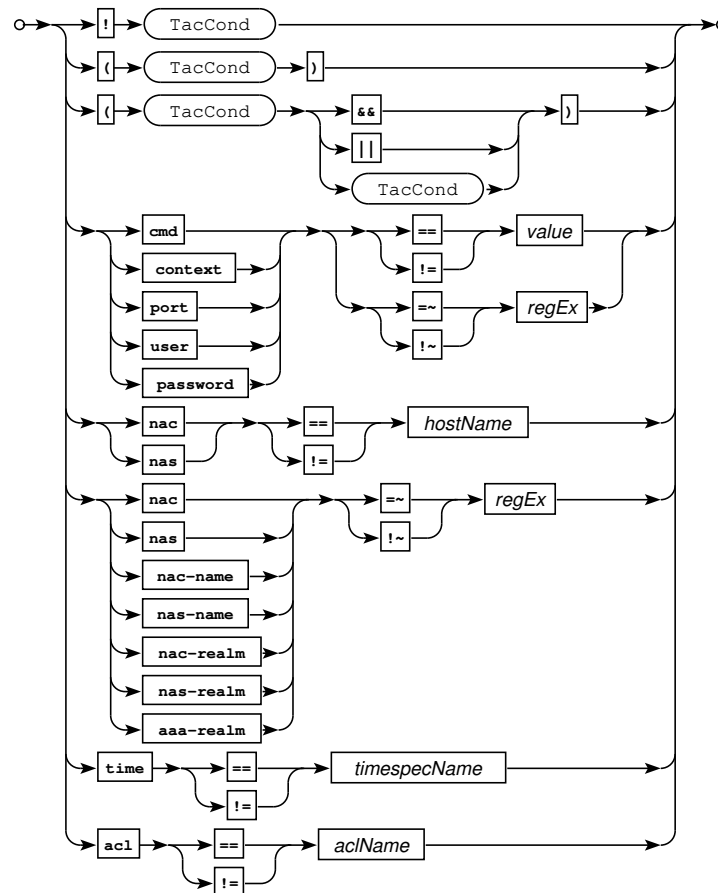 ! TacCond
( TacCond )
( TacCond && )
||
TacCond
cmd == value
context !=
port =~ regEx
user !~
password
nac == hostName
nas !=
nac =~ regEx
nas !~
nac-name
nas-name
nac-realm
nas-realm
aaa-realm
time == timespecName
!=
acl == aclName
!=